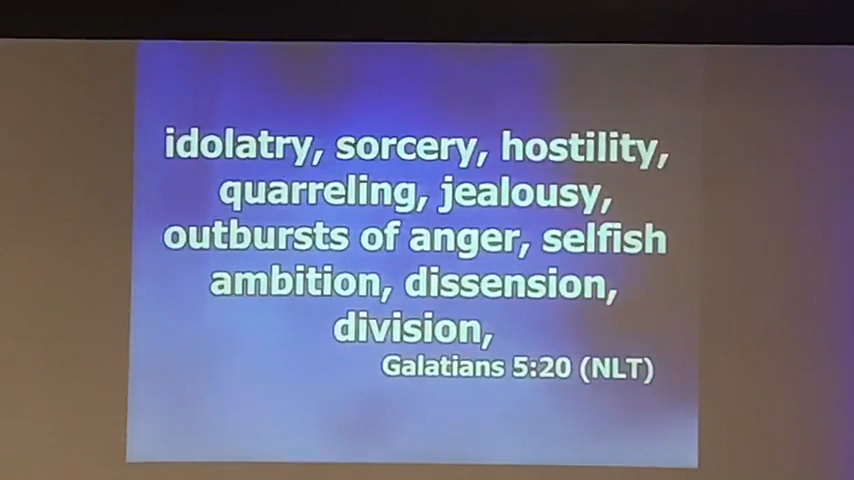 idolatry, sorcery, hostility,
quarreling, jealousy,
outbursts of anger, selfish
ambition, dissension,
division,
Galatians 5:20 (NLT)